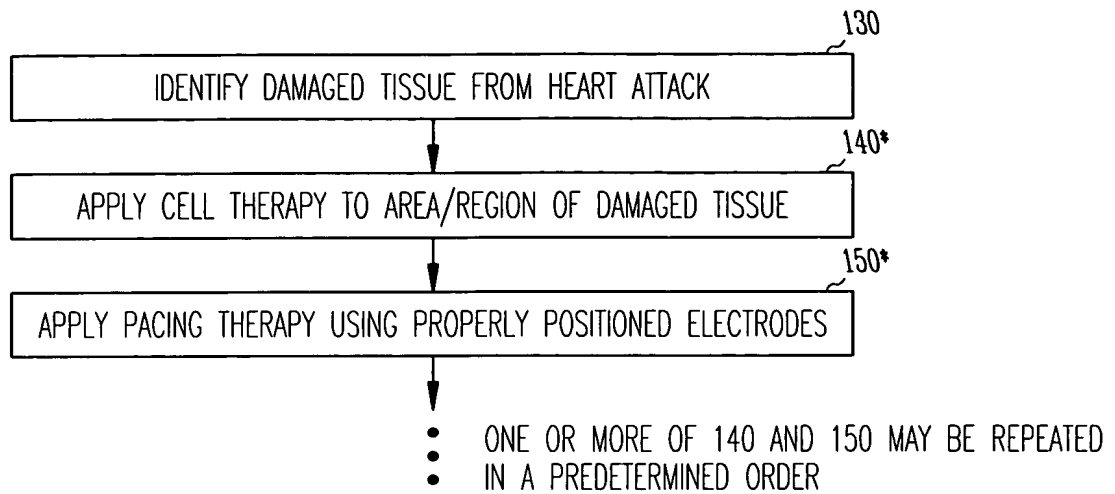 130
IDENTIFY DAMAGED TISSUE FROM HEART ATTACK
140*
APPLY CELL THERAPY TO AREA/REGION OF DAMAGED TISSUE
150*
APPLY PACING THERAPY USING PROPERLY POSITIONED ELECTRODES
ONE OR MORE OF 140 AND 150 MAY BE REPEATED
IN A PREDETERMINED ORDER